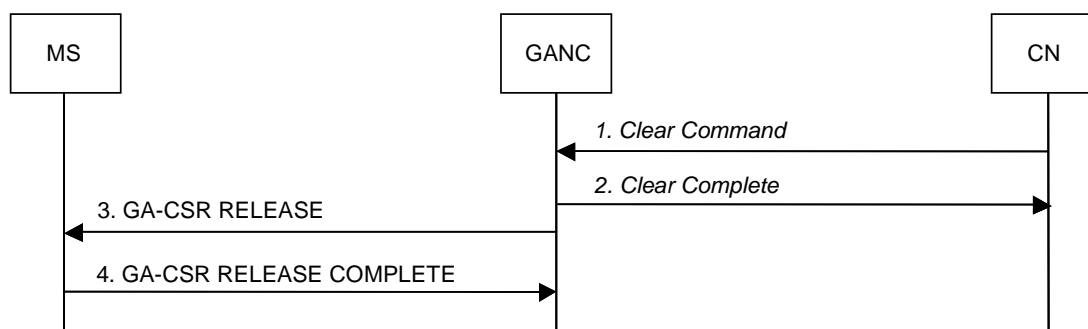 MS
GANC
CN
1. Clear Command
2. Clear Complete
3. GA-CSR RELEASE
4. GA-CSR RELEASE COMPLETE